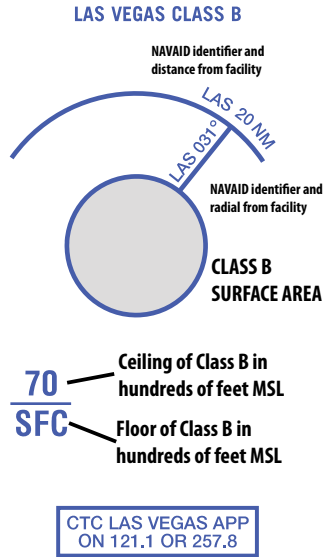 LAS VEGAS CLASS B
NAVAID identifier and
distance from facility
LAS 20 NM
LAS 031°
NAVAID identifier and
radial from facility
CLASS B
SURFACE AREA
70
Ceiling of Class B in
hundreds of feet MSL
SFC
Floor of Class B in
hundreds of feet MSL
CTC LAS VEGAS APP
ON 121.1 OR 257.8